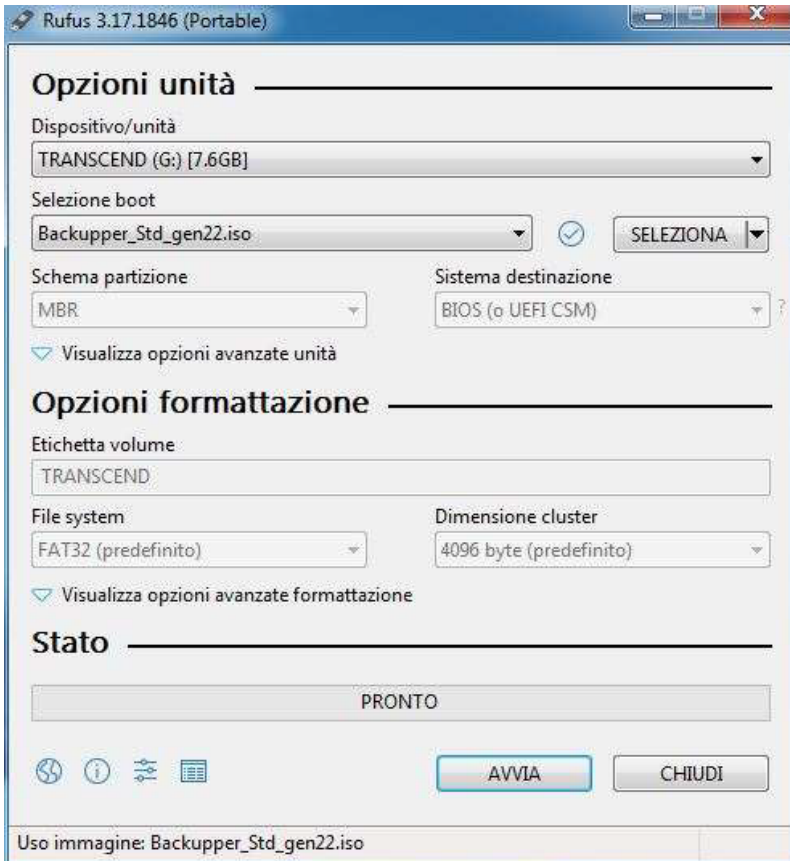 Rufus 3.17.1846 (Portable)
Opzioni unità
Dispositivo/unità
TRANSCEND (G:) [7.6GB]
Selezione boot
Backupper_Std_gen22.iso
SELEZIONA
Schema partizione Sistema destinazione
MBR BIOS (o UEFI CSM) ?
Visualizza opzioni avanzate unità
Opzioni formattazione
Etichetta volume
TRANSCEND
File system Dimensione cluster
FAT32 (predefinito) 4096 byte (predefinito)
Visualizza opzioni avanzate formattazione
Stato
PRONTO
AVVIA CHIUDI
Uso immagine: Backupper_Std_gen22.iso